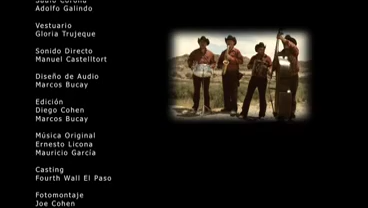 Adolfo Galindo
Vestuario
Gloria Trujeque
Sonido Directo
Manuel Castelltort
Diseño de Audio
Marcos Bucay
Edición
Diego Cohen
Marcos Bucay
Música Original
Ernesto Licona
Mauricio García
Casting
Fourth Wall El Paso
Fotomontaje
Joe Cohen